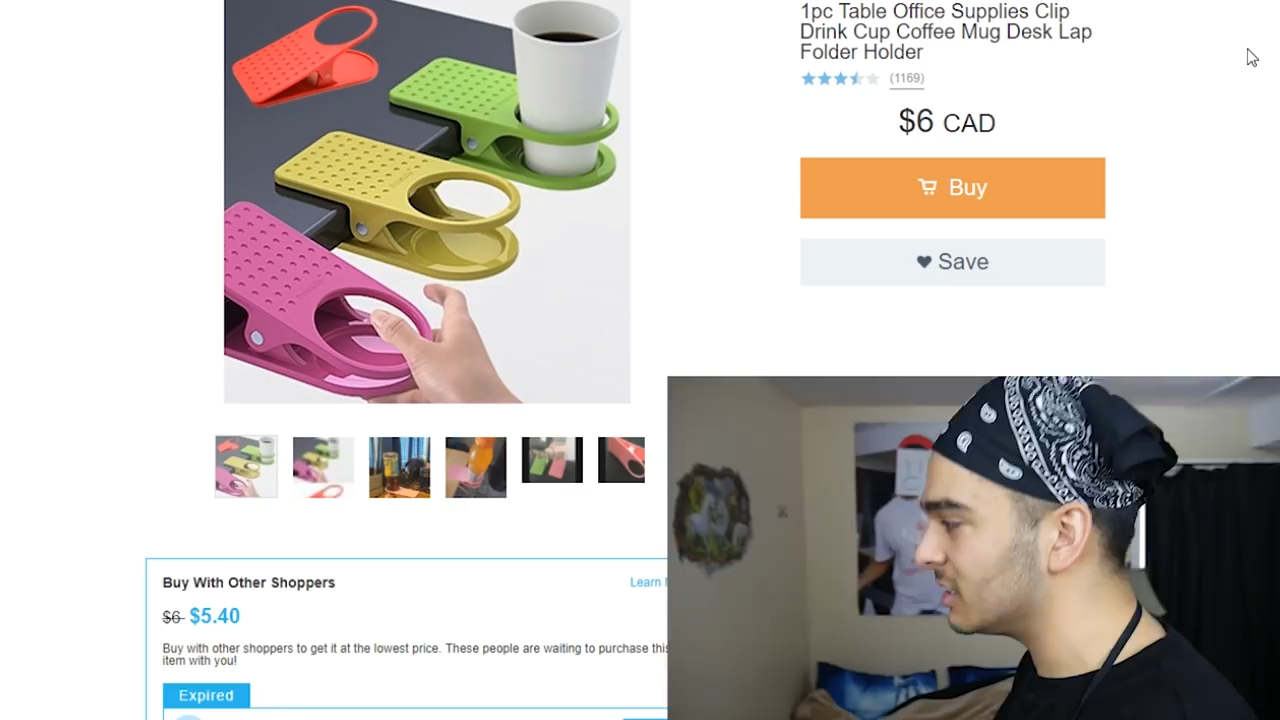 1pc Table Office Supplies Clip
Drink Cup Coffee Mug Desk Lap
Folder Holder
(1169)
$6 CAD
Buy
Save
Buy With Other Shoppers
Learn
$6 $5.40
Buy with other shoppers to get it at the lowest price. These people are waiting to purchase this
item with you!
Expired